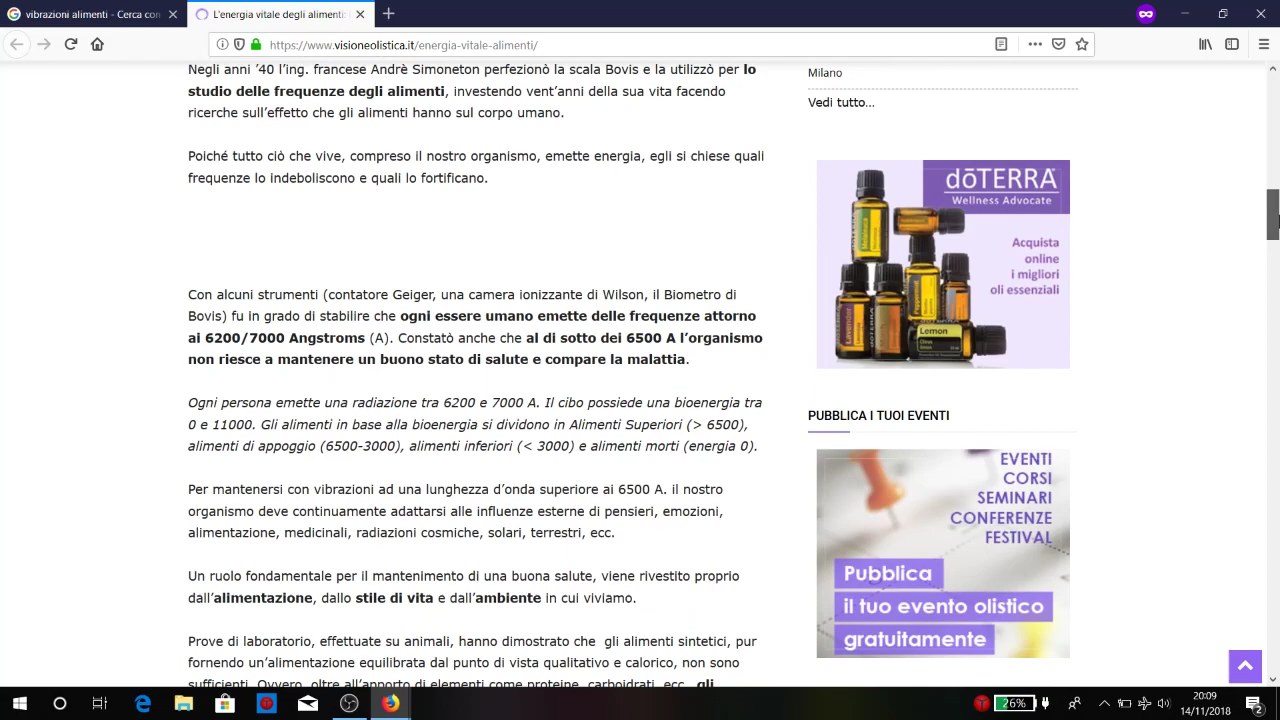 vibrazioni alimenti - Cerca con
L'energia vitale degli alimenti:
https://www.visioneolistica.it/energia-vitale-alimenti/
Negli anni ’40 l’ing. francese Andrè Simoneton perfezionò la scala Bovis e la utilizzò per lo
studio delle frequenze degli alimenti, investendo vent’anni della sua vita facendo
ricerche sull’effetto che gli alimenti hanno sul corpo umano.
Poiché tutto ciò che vive, compreso il nostro organismo, emette energia, egli si chiese quali
frequenze lo indeboliscono e quali lo fortificano.
Con alcuni strumenti (contatore Geiger, una camera ionizzante di Wilson, il Biometro di
Bovis) fu in grado di stabilire che ogni essere umano emette delle frequenze attorno
ai 6200/7000 Angstroms (A). Constatò anche che al di sotto dei 6500 A l’organismo
non riesce a mantenere un buono stato di salute e compare la malattia.
Ogni persona emette una radiazione tra 6200 e 7000 A. Il cibo possiede una bioenergia tra
0 e 11000. Gli alimenti in base alla bioenergia si dividono in Alimenti Superiori (> 6500),
alimenti di appoggio (6500-3000), alimenti inferiori (< 3000) e alimenti morti (energia 0).
Per mantenersi con vibrazioni ad una lunghezza d’onda superiore ai 6500 A. il nostro
organismo deve continuamente adattarsi alle influenze esterne di pensieri, emozioni,
alimentazione, medicinali, radiazioni cosmiche, solari, terrestri, ecc.
Un ruolo fondamentale per il mantenimento di una buona salute, viene rivestito proprio
dall’alimentazione, dallo stile di vita e dall’ambiente in cui viviamo.
Prove di laboratorio, effettuate su animali, hanno dimostrato che gli alimenti sintetici, pur
fornendo un’alimentazione equilibrata dal punto di vista qualitativo e calorico, non sono
sufficienti. Ovvero, oltre all’apporto di elementi come proteine, carboidrati, ecc., gli
Milano
Vedi tutto...
dōTERRA
Wellness Advocate
Acquista
online
i migliori
oli essenziali
Lavender
Lemon
PUBBLICA I TUOI EVENTI
EVENTI
CORSI
SEMINARI
CONFERENZE
FESTIVAL
Pubblica
il tuo evento olistico
gratuitamente
26%
20:09
14/11/2018
2